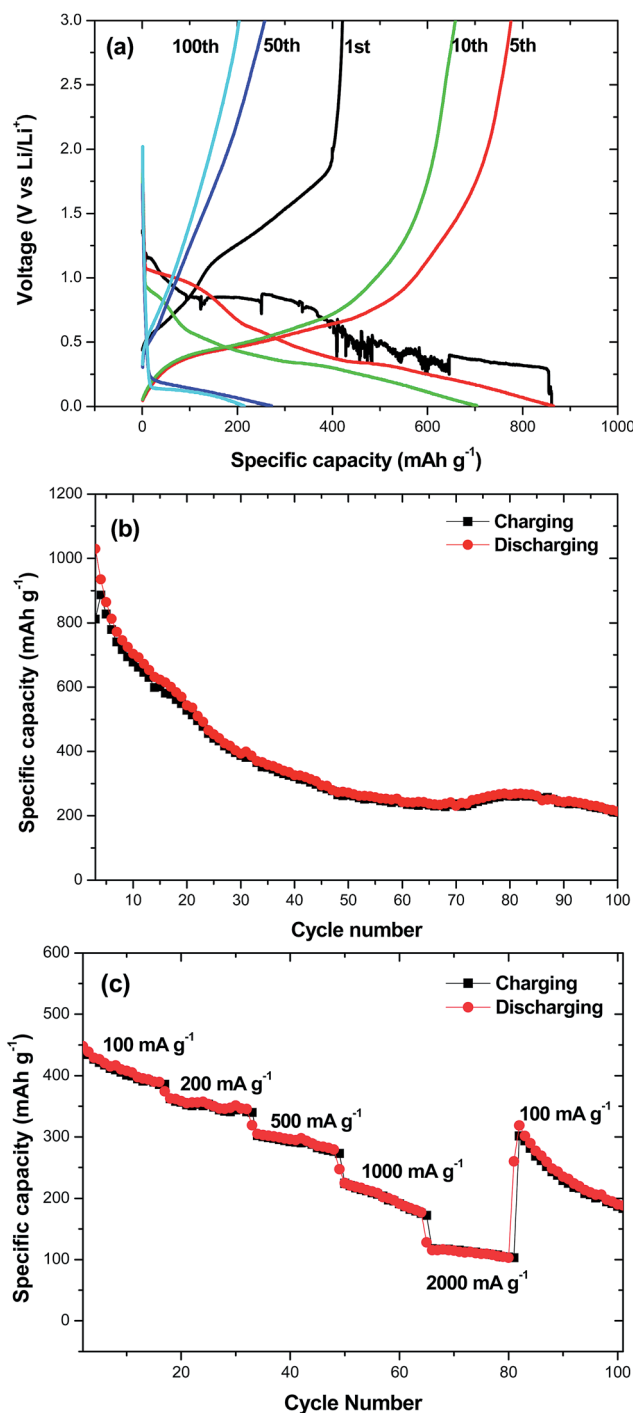 (a)
100th 50th 1st 10th 5th
Voltage (V vs Li/Li⁺)
3.0
2.5
2.0
1.5
1.0
0.5
0.0
0 200 400 600 800 1000
Specific capacity (mAh g⁻¹)
(b)
Charging
Discharging
Specific capacity (mAh g⁻¹)
1200
1000
800
600
400
200
0
10 20 30 40 50 60 70 80 90 100
Cycle number
(c)
Charging
Discharging
Specific capacity (mAh g⁻¹)
600
500
400
300
200
100
0
100 mA g⁻¹
200 mA g⁻¹
500 mA g⁻¹
1000 mA g⁻¹
2000 mA g⁻¹
100 mA g⁻¹
20 40 60 80 100
Cycle Number